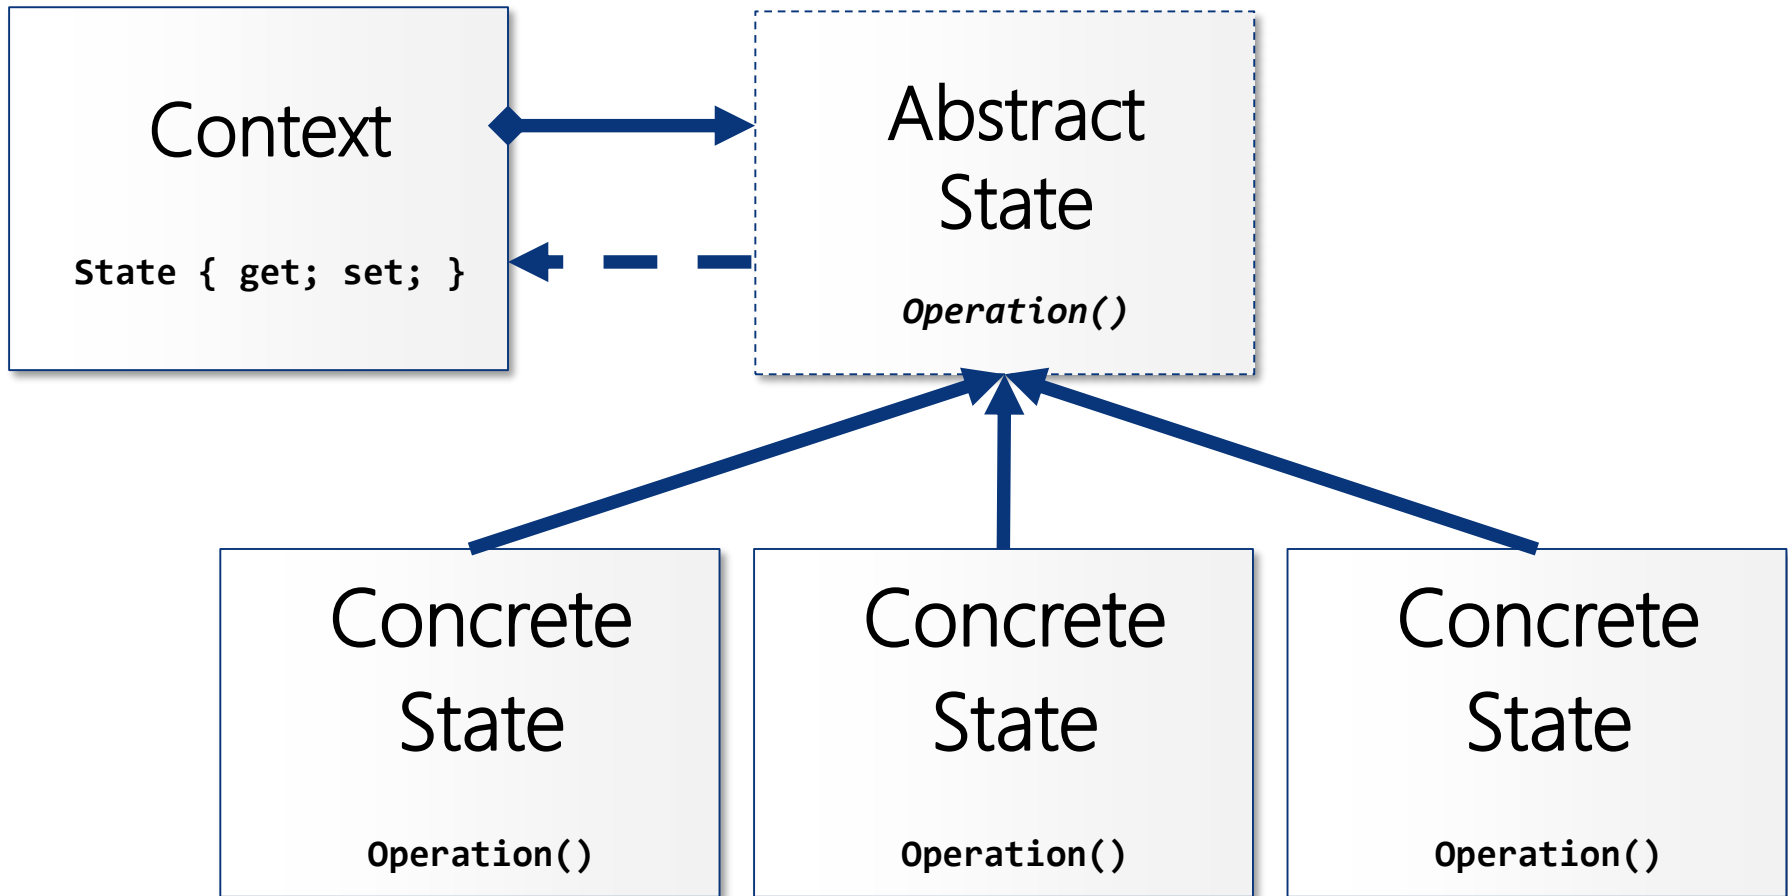 Context
State { get; set; }
Abstract
State
Operation()
Concrete
State
Operation()
Concrete
State
Operation()
Concrete
State
Operation()